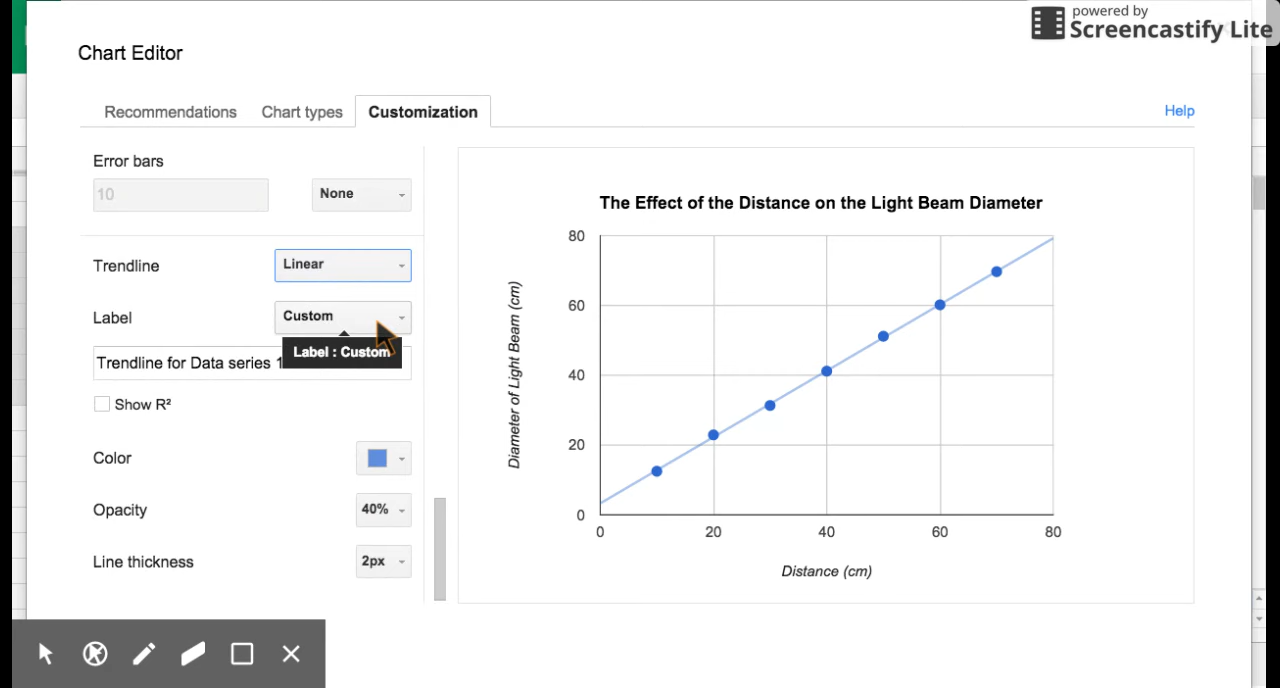 powered by
Screencastify Lite
Chart Editor
Recommendations
Chart types
Customization
Help
Error bars
10
None
Trendline
Linear
Label
Custom
Label : Custom
Trendline for Data series 1
Show R²
Color
Opacity
40%
Line thickness
2px
The Effect of the Distance on the Light Beam Diameter
Diameter of Light Beam (cm)
80
60
40
20
0
0 20 40 60 80
Distance (cm)